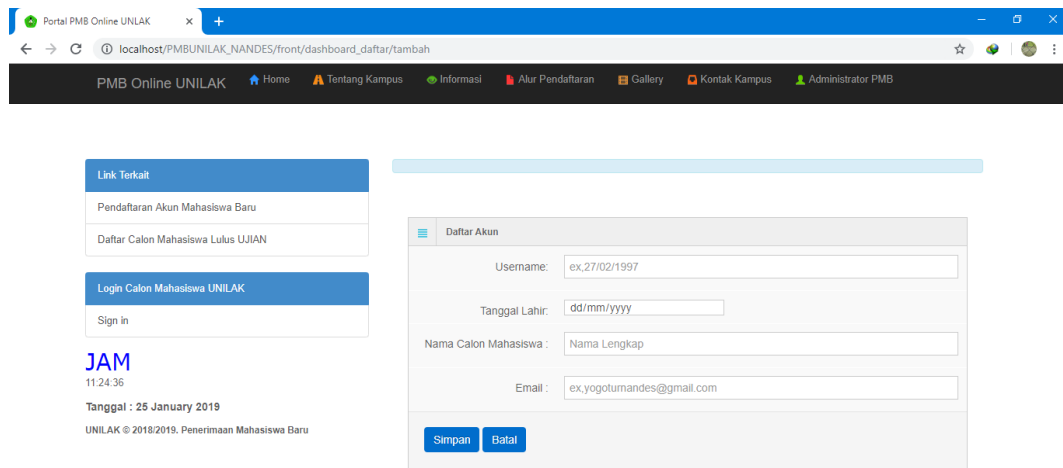 Portal PMB Online UNLAK
localhost/PMBUNILAK_NANDES/front/dashboard_daftar/tambah
PMB Online UNILAK Home Tentang Kampus Informasi Alur Pendaftaran Gallery Kontak Kampus Administrator PMB
Link Terkait
Pendaftaran Akun Mahasiswa Baru
Daftar Calon Mahasiswa Lulus UJIAN
Login Calon Mahasiswa UNILAK
Sign in
JAM
11:24:36
Tanggal : 25 January 2019
UNILAK © 2018/2019. Penerimaan Mahasiswa Baru
Daftar Akun
Username: ex,27/02/1997
Tanggal Lahir: dd/mm/yyyy
Nama Calon Mahasiswa : Nama Lengkap
Email : ex,yogoturnandes@gmail.com
Simpan Batal